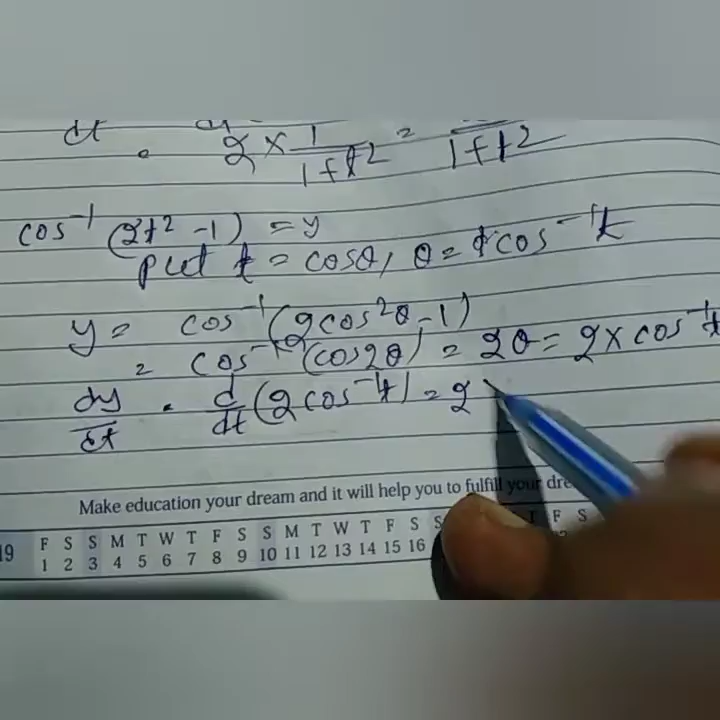 dt 2 × 1/1+t² = 1+t²
cos⁻¹ (2t² -1) = y
put t = cosθ, θ = cos⁻¹t
y = cos⁻¹(2cos²θ-1)
= cos⁻¹(cos2θ) = 2θ = 2×cos⁻¹t
dy/dt . d/dt (2cos⁻¹t) = 2
Make education your dream and it will help you to fulfill your dre
19 F S S M T W T F S S M T W T F S S F S
1 2 3 4 5 6 7 8 9 10 11 12 13 14 15 16